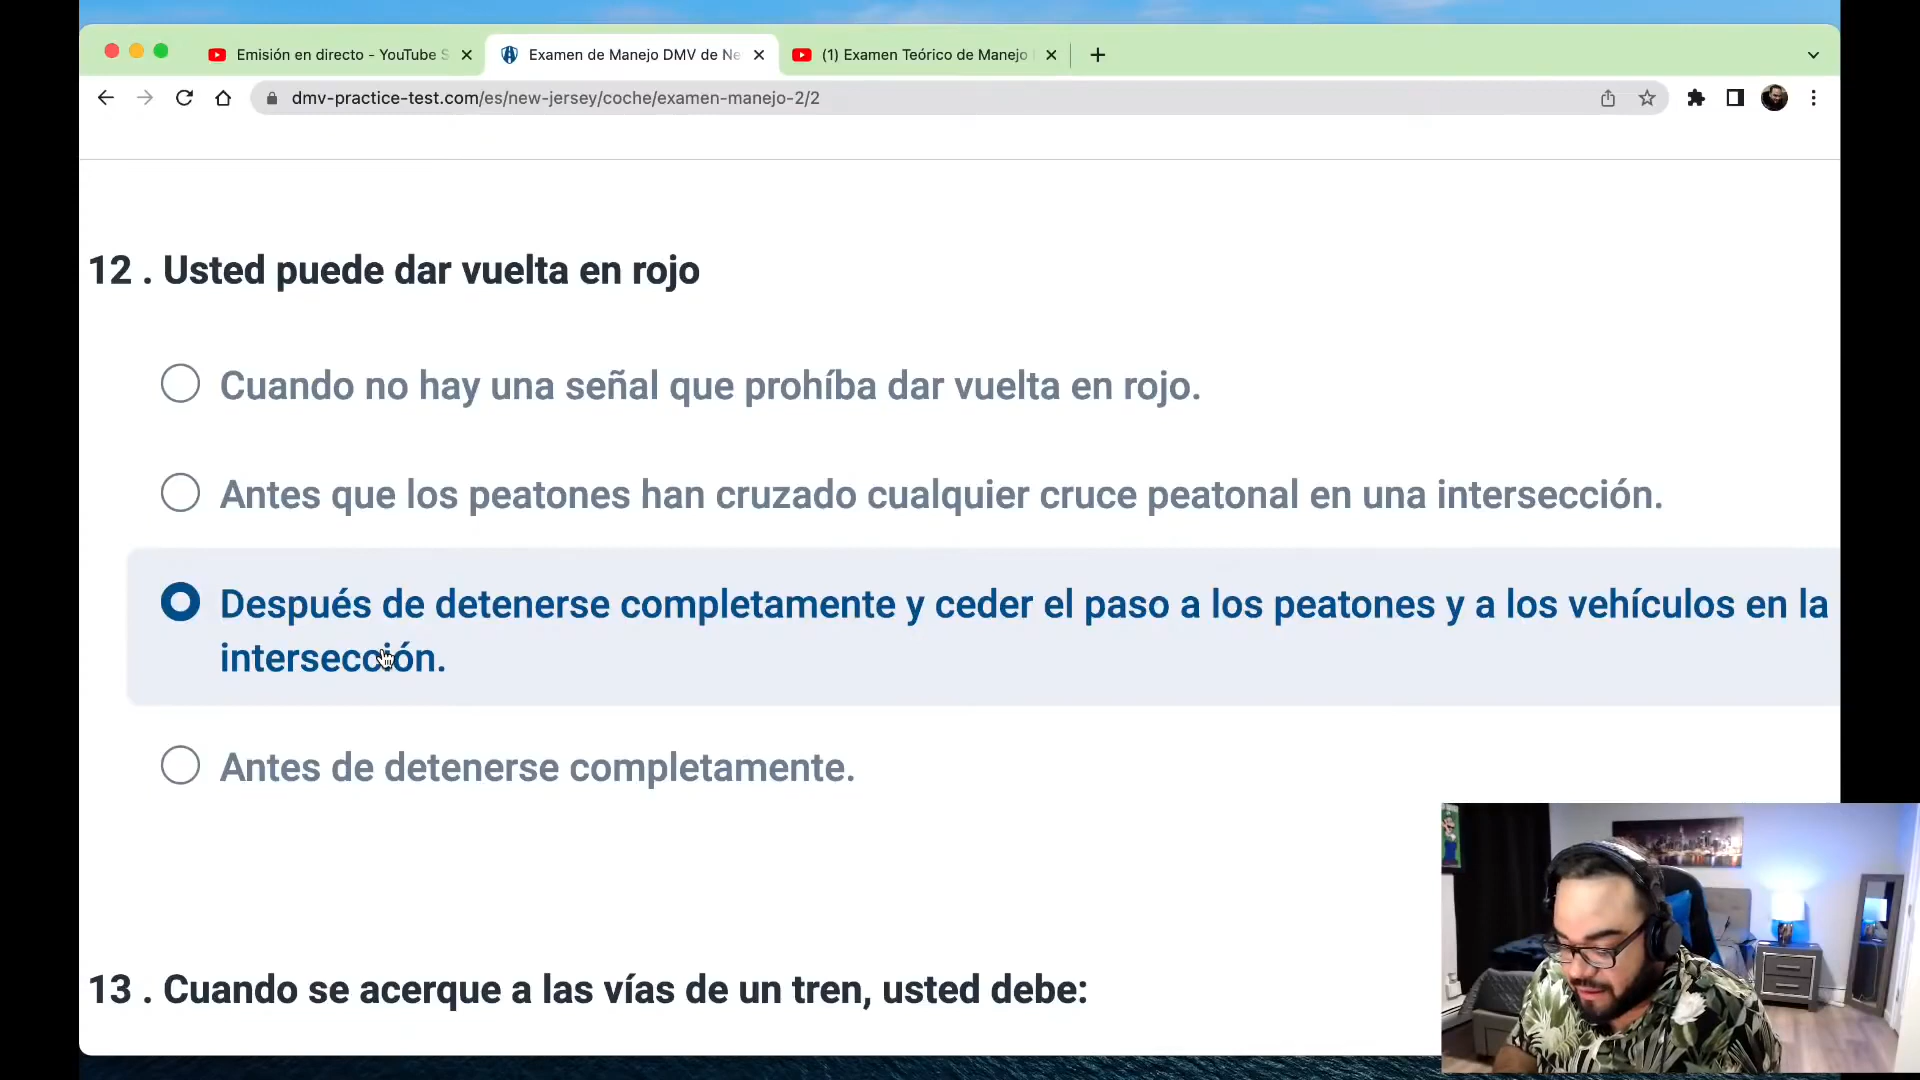 Emisión en directo - YouTube S
Examen de Manejo DMV de Ne
(1) Examen Teórico de Manejo
dmv-practice-test.com/es/new-jersey/coche/examen-manejo-2/2
12 . Usted puede dar vuelta en rojo
Cuando no hay una señal que prohíba dar vuelta en rojo.
Antes que los peatones han cruzado cualquier cruce peatonal en una intersección.
Después de detenerse completamente y ceder el paso a los peatones y a los vehículos en la
intersección.
Antes de detenerse completamente.
13 . Cuando se acerque a las vías de un tren, usted debe: